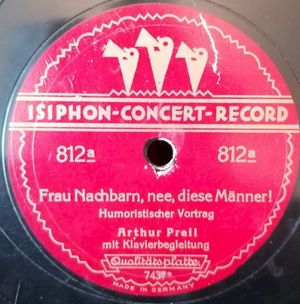 ISIPHON-CONCERT-RECORD
812a 812a
Frau Nachbarn, nee, diese Männer!
Humoristischer Vortrag
Arthur Preil
mit Klavierbegleitung
Qualitätsplatte
MADE IN GERMANY